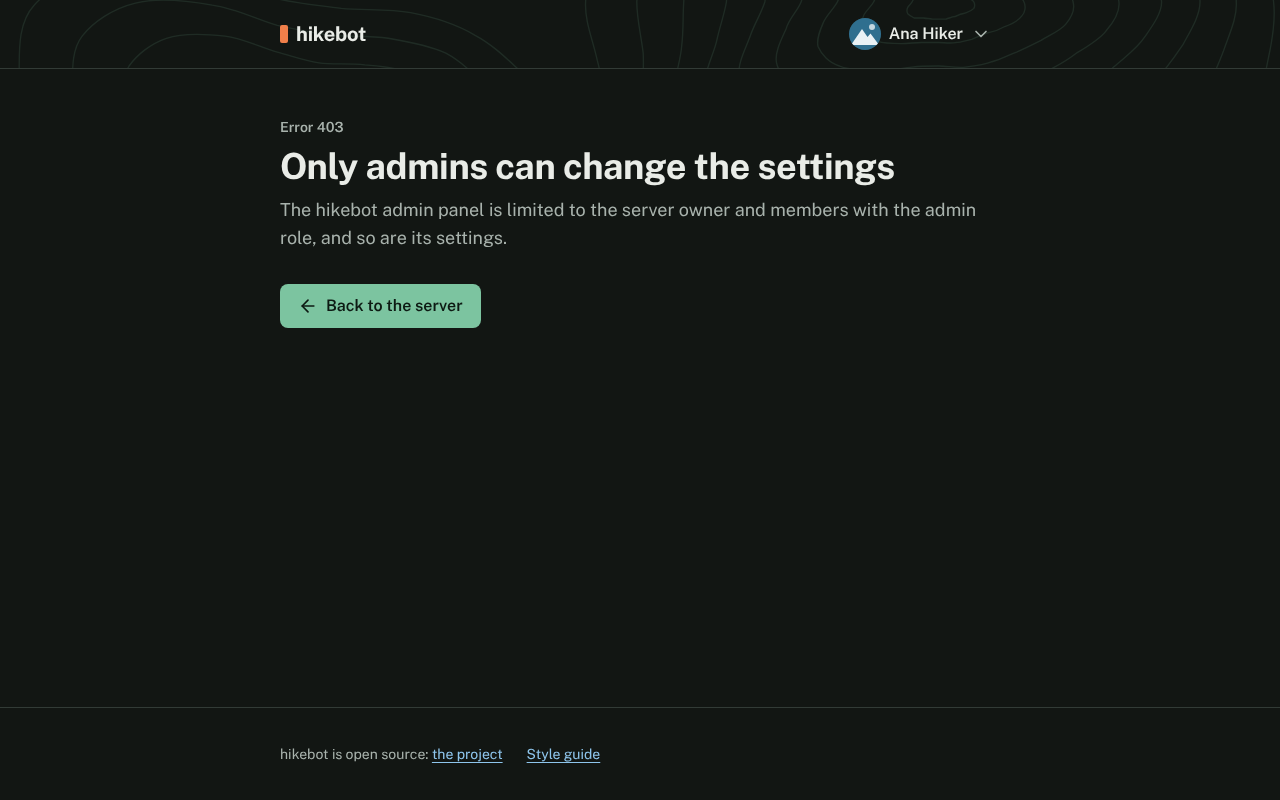 hikebot
Ana Hiker
Error 403
Only admins can change the settings
The hikebot admin panel is limited to the server owner and members with the admin
role, and so are its settings.
Back to the server
hikebot is open source: the project
Style guide